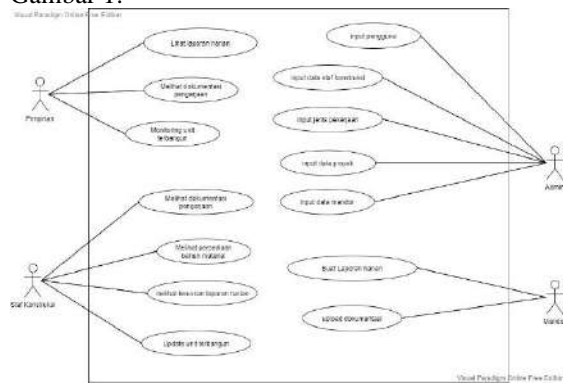 Gambar 1.
Visual Paradigm Online Free Edition
Lihat laporan harian
Melihat dokumentasi
pengerjaan
Monitoring unit
terbangun
Pimpinan
Input pengguna
Input data staf konstruksi
Input jenis pekerjaan
Input data proyek
Input data mandor
Admin
Melihat dokumentasi
pengerjaan
Melihat persediaan
bahan material
melihat laporan harian
Update unit terbangun
Staf Konstruksi
Buat Laporan harian
upload dokumentasi
Mandor
Visual Paradigm Online Free Edition